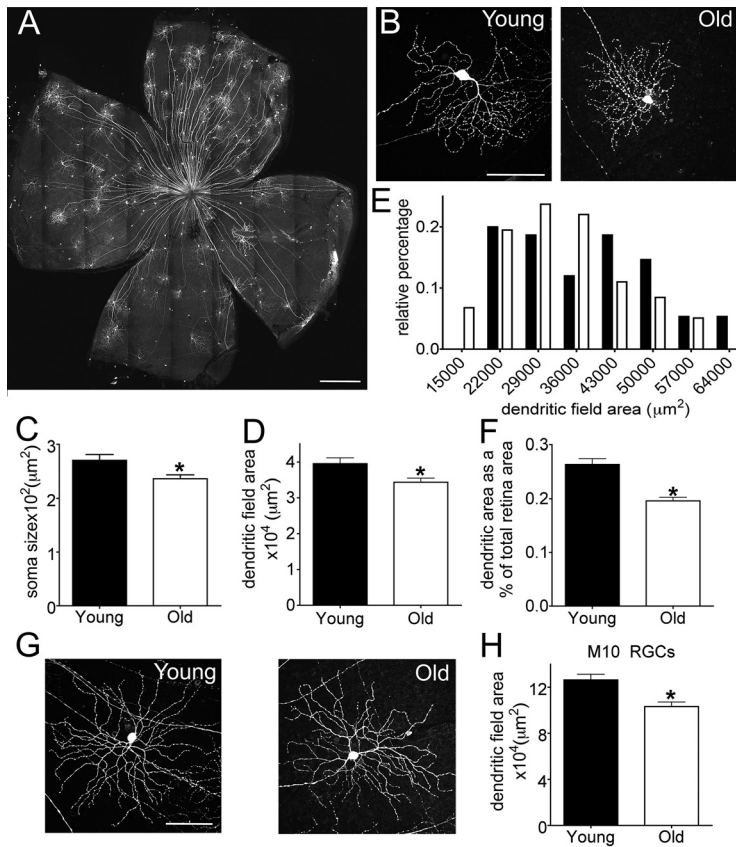 A
B
Young
Old
E
relative percentage
0.2
0.1
0.0
15000
22000
29000
36000
43000
50000
57000
64000
dendritic field area (μm²)
C
soma sizex10²(μm²)
3
2
1
0
Young
Old
*
D
dendritic field area
x10⁴ (μm²)
4
3
2
1
0
Young
Old
*
F
dendritic area as a
% of total retina area
0.3
0.2
0.1
0.0
Young
Old
*
G
Young
Old
H
M10 RGCs
dendritic field area
x10⁴(μm²)
12
8
4
0
Young
Old
*